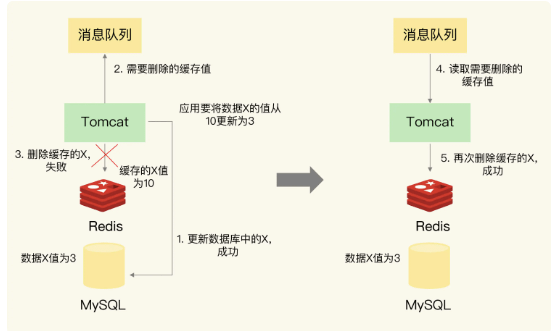 消息队列
2. 需要删除的缓存值
应用要将数据X的值从
10更新为3
Tomcat
3. 删除缓存的X,
失败
缓存的X值
为10
Redis
1. 更新数据库中的X,
成功
数据X值为3
MySQL
消息队列
4. 读取需要删除的
缓存值
Tomcat
5. 再次删除缓存的X,
成功
Redis
数据X值为3
MySQL